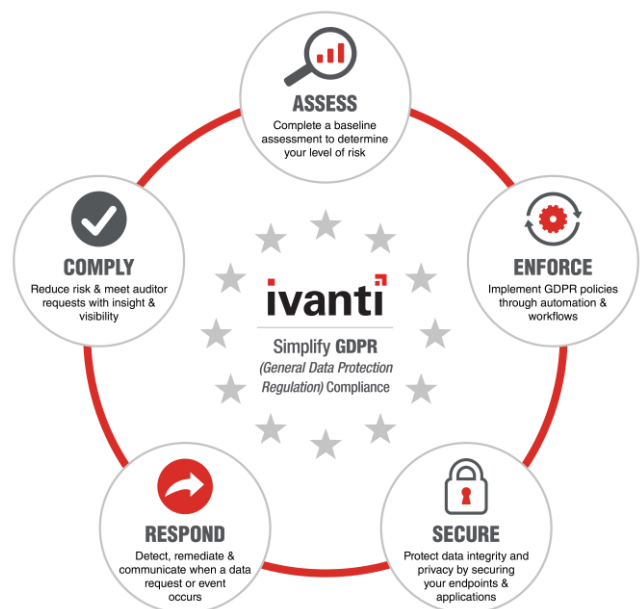 ASSESS
Complete a baseline
assessment to determine
your level of risk
ENFORCE
Implement GDPR policies
through automation &
workflows
SECURE
Protect data integrity and
privacy by securing
your endpoints &
applications
RESPOND
Detect, remediate &
communicate when a data
request or event
occurs
COMPLY
Reduce risk & meet auditor
requests with insight &
visibility
ivanti
Simplify GDPR
(General Data Protection
Regulation) Compliance